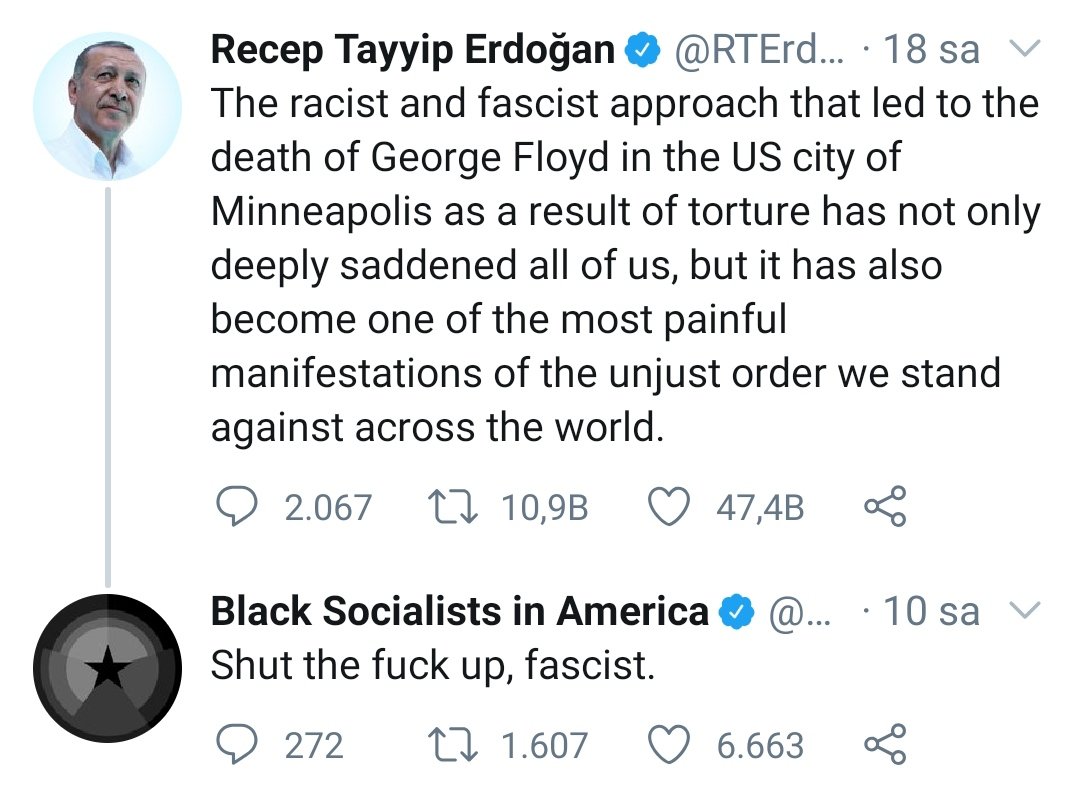 Recep Tayyip Erdoğan @RTErd... · 18 sa
The racist and fascist approach that led to the
death of George Floyd in the US city of
Minneapolis as a result of torture has not only
deeply saddened all of us, but it has also
become one of the most painful
manifestations of the unjust order we stand
against across the world.
2.067 10,9B 47,4B
Black Socialists in America @... · 10 sa
Shut the fuck up, fascist.
272 1.607 6.663